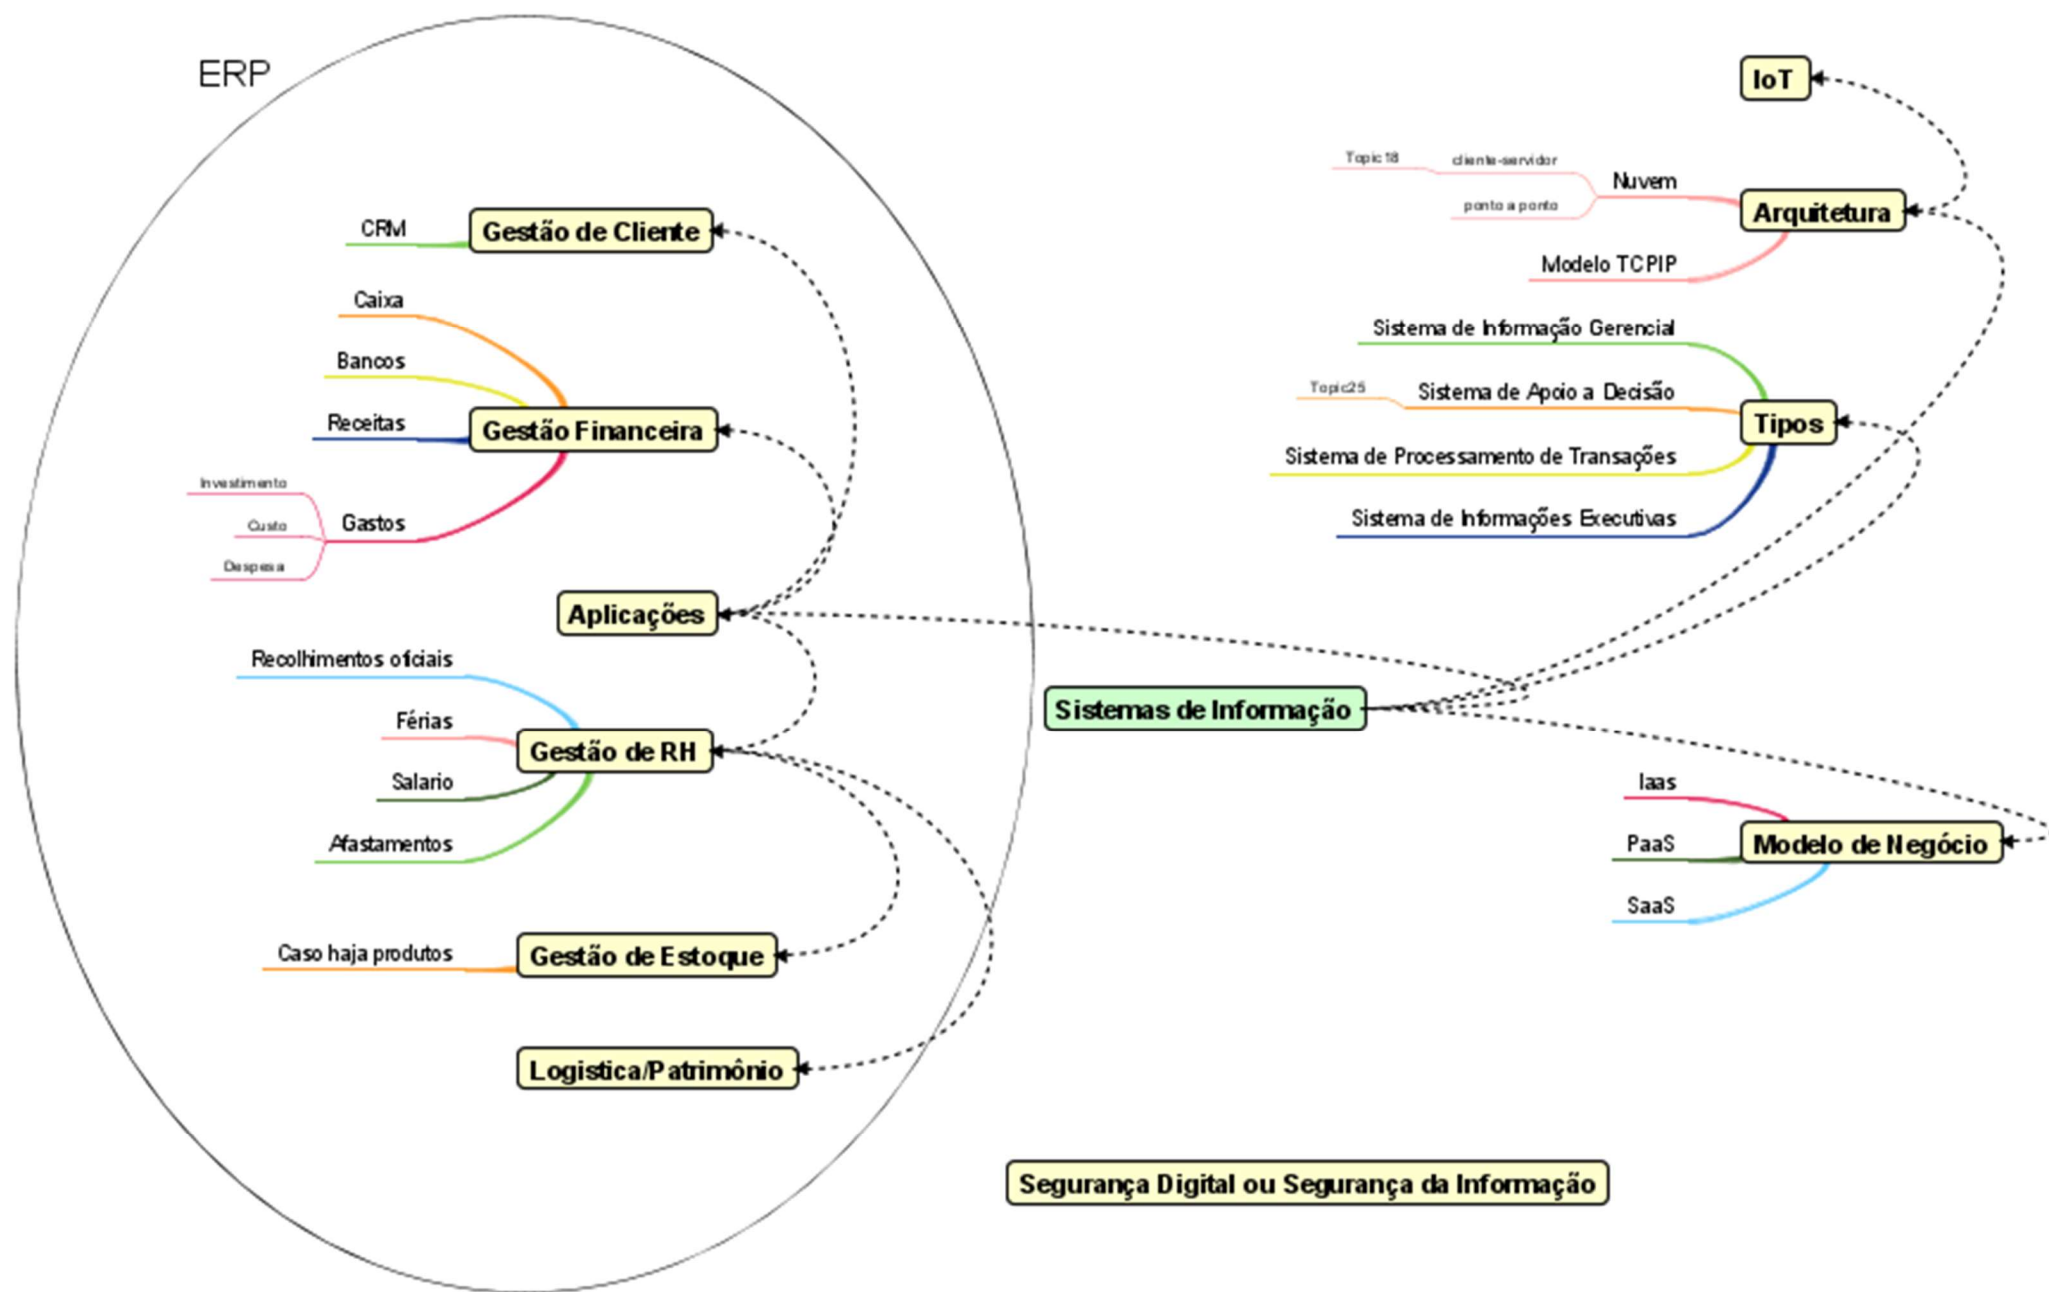 ERP
CRM
Gestão de Cliente
Caixa
Bancos
Receitas
Gestão Financeira
Investimento
Custo
Despesa
Gastos
Aplicações
Recolhimentos oficiais
Férias
Salario
Afastamentos
Gestão de RH
Caso haja produtos
Gestão de Estoque
Logistica/Patrimônio
Sistemas de Informação
IoT
Topic18
cliente-servidor
ponto a ponto
Nuvem
Arquitetura
Modelo TCPIP
Sistema de Informação Gerencial
Topic25
Sistema de Apoio a Decisão
Tipos
Sistema de Processamento de Transações
Sistema de Informações Executivas
Iaas
PaaS
SaaS
Modelo de Negócio
Segurança Digital ou Segurança da Informação